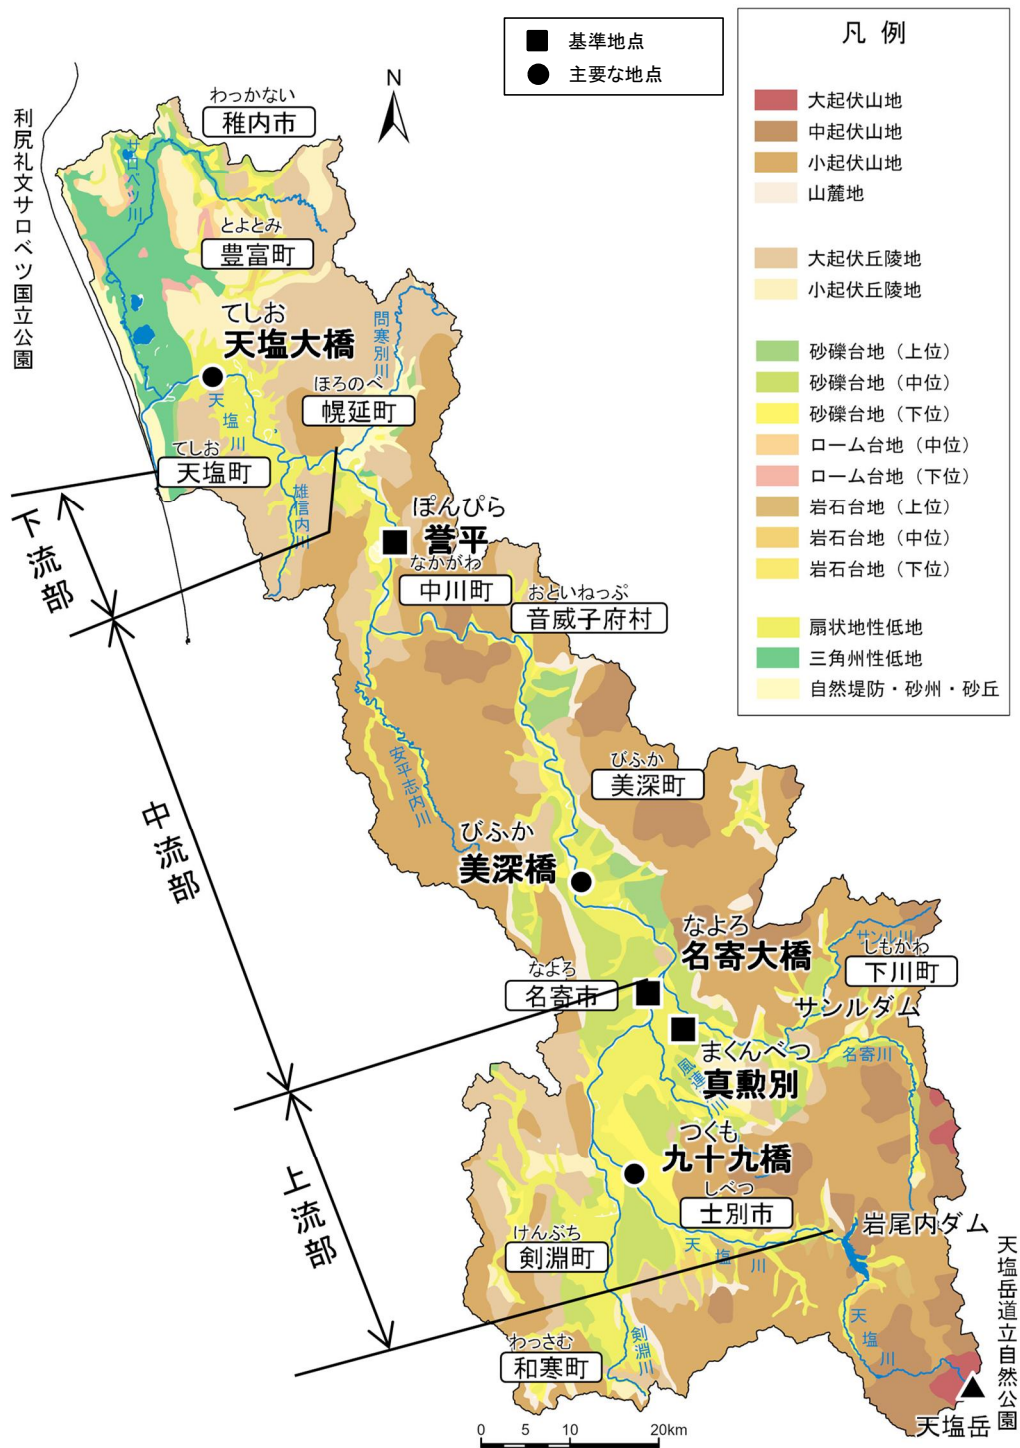 基準地点
主要な地点
凡例
大起伏山地
中起伏山地
小起伏山地
山麓地
大起伏丘陵地
小起伏丘陵地
砂礫台地（上位）
砂礫台地（中位）
砂礫台地（下位）
ローム台地（中位）
ローム台地（下位）
岩石台地（上位）
岩石台地（中位）
岩石台地（下位）
扇状地性低地
三角州性低地
自然堤防・砂州・砂丘
N
利尻礼文サロベツ国立公園
わっかない
稚内市
サロベツ川
とよとみ
豊富町
てしお
天塩大橋
問寒別川
ほろのべ
幌延町
天塩川
てしお
天塩町
雄信内川
下流部
ぽんぴら
誉平
なかがわ
中川町
おといねっぷ
音威子府村
安平志内川
びふか
美深町
中流部
びふか
美深橋
なよろ
名寄大橋
サンル川
しもかわ
下川町
なよろ
名寄市
サンルダム
まくんべつ
真勲別
名寄川
風連川
つくも
九十九橋
しべつ
士別市
上流部
けんぶち
剣淵町
天塩川
岩尾内ダム
天塩岳道立自然公園
わっさむ
和寒町
剣淵川
天塩川
天塩岳
0 5 10 20km